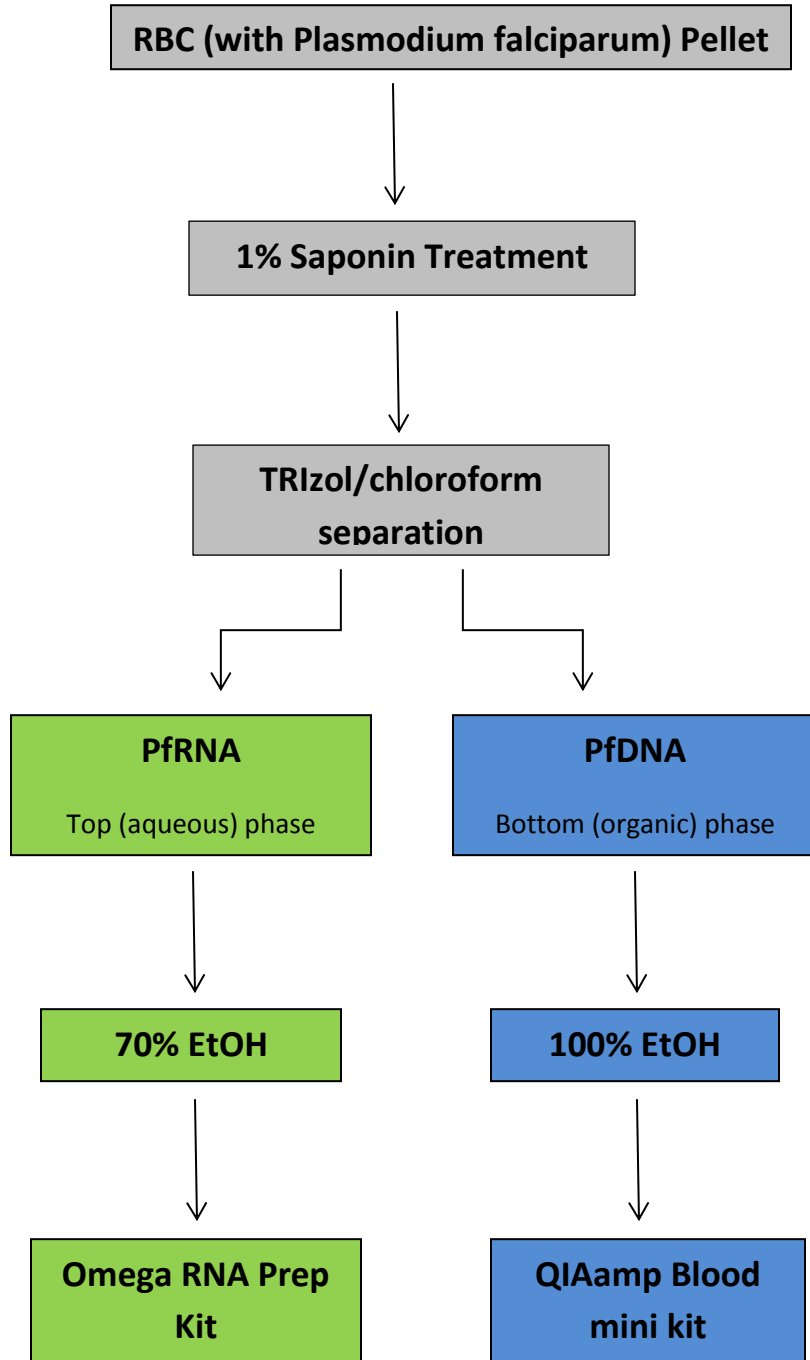 RBC (with Plasmodium falciparum) Pellet
1% Saponin Treatment
TRIzol/chloroform
separation
PfRNA
Top (aqueous) phase
PfDNA
Bottom (organic) phase
70% EtOH
100% EtOH
Omega RNA Prep
Kit
QIAamp Blood
mini kit